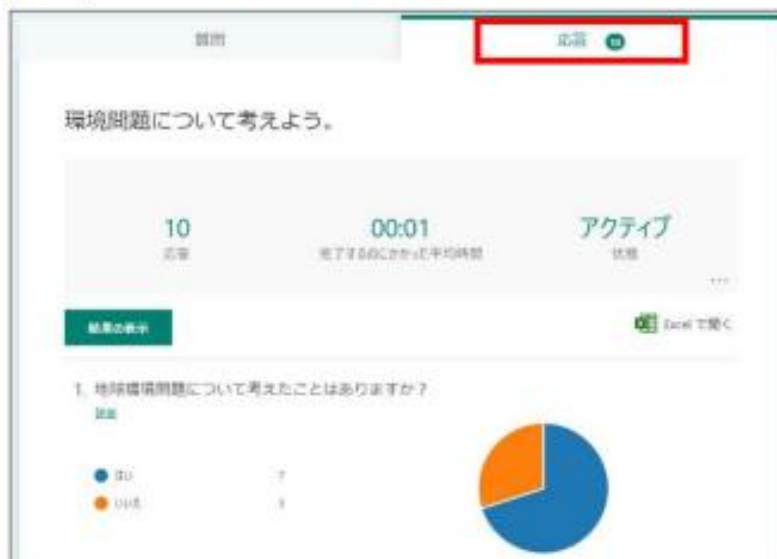 質問
応答 10
環境問題について考えよう。
10
応答
00:01
完了するのにかかった平均時間
アクティブ
状態
...
結果の表示
Excel で開く
1. 地球環境問題について考えたことはありますか？
詳細
はい 7
いいえ 3